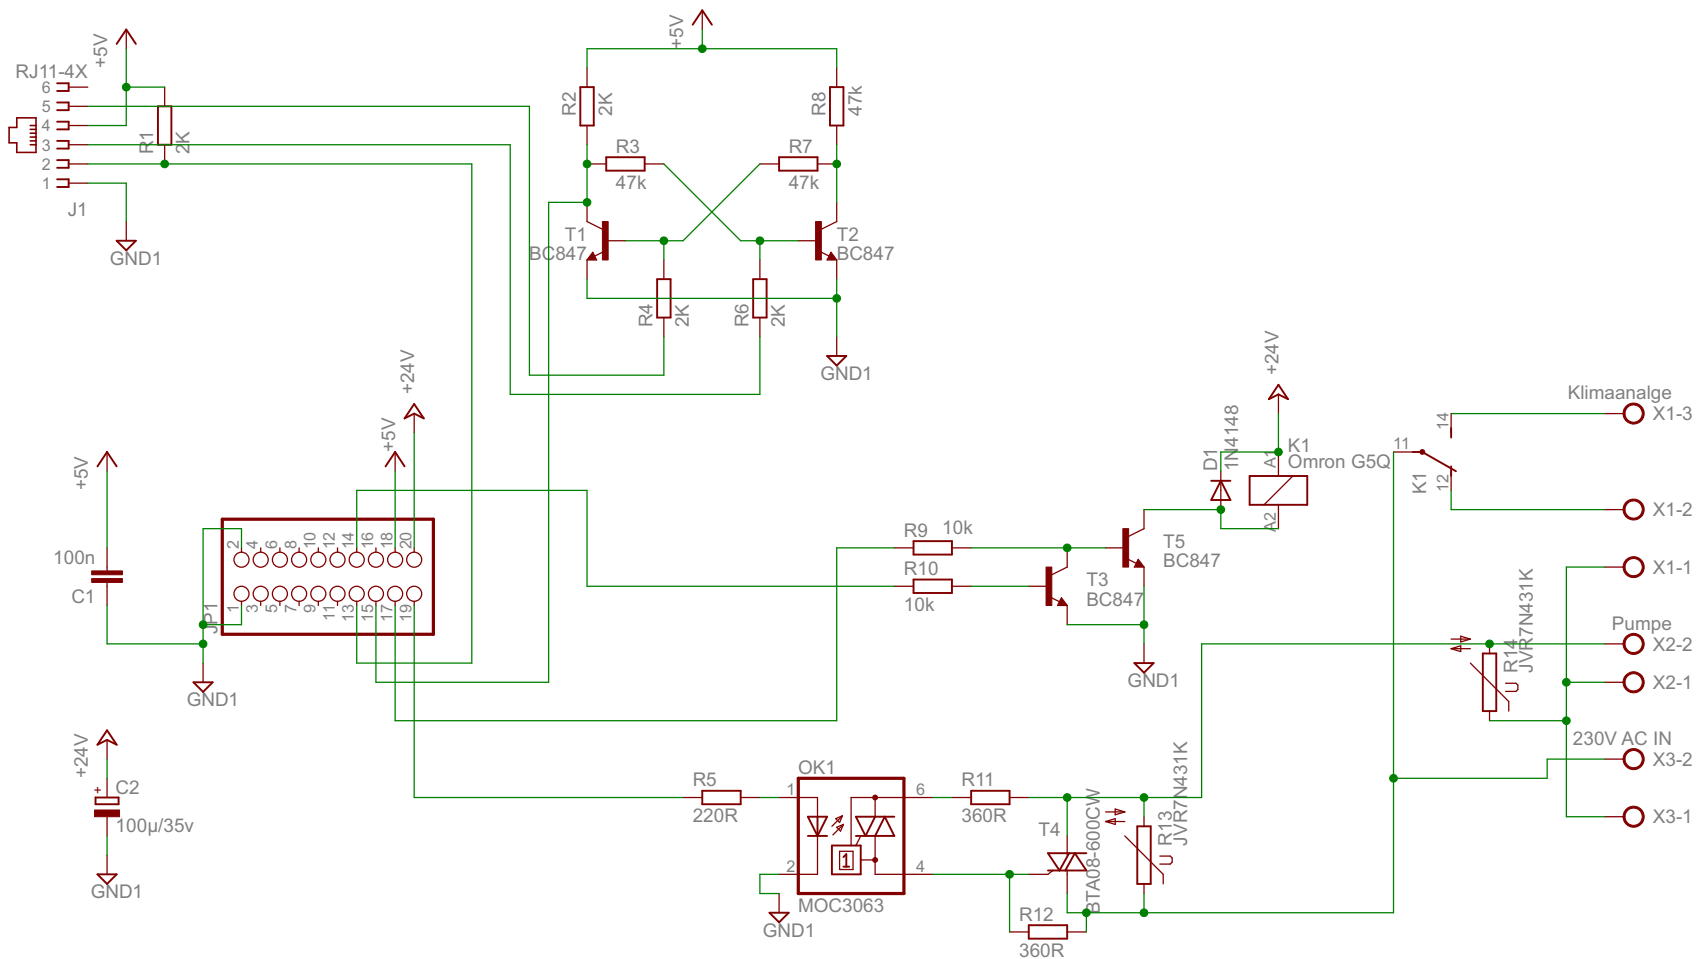 +5V
RJ11-4X
6
5
4
3
2
1
J1
R1
2K
GND1
+5V
R2
2K
R8
47k
R3
47k
R7
47k
T1
BC847
T2
BC847
R4
2K
R6
2K
GND1
+24V
+5V
+5V
100n
C1
2 4 6 8 10 12 14 16 18 20
1 3 5 7 9 11 13 15 17 19
JP1
GND1
+24V
+
C2
100µ/35v
GND1
R9
10k
R10
10k
T5
BC847
T3
BC847
GND1
+24V
D1
1N4148
A1
K1
Omron G5Q
A2
11
14
12
K1
Klimaanalge
X1-3
X1-2
X1-1
Pumpe
X2-2
X2-1
230V AC IN
X3-2
X3-1
R14
JVR7N431K
U
R5
220R
OK1
1
2
6
4
1
MOC3063
GND1
R11
360R
T4
BTA08-600CW
R13
JVR7N431K
U
R12
360R